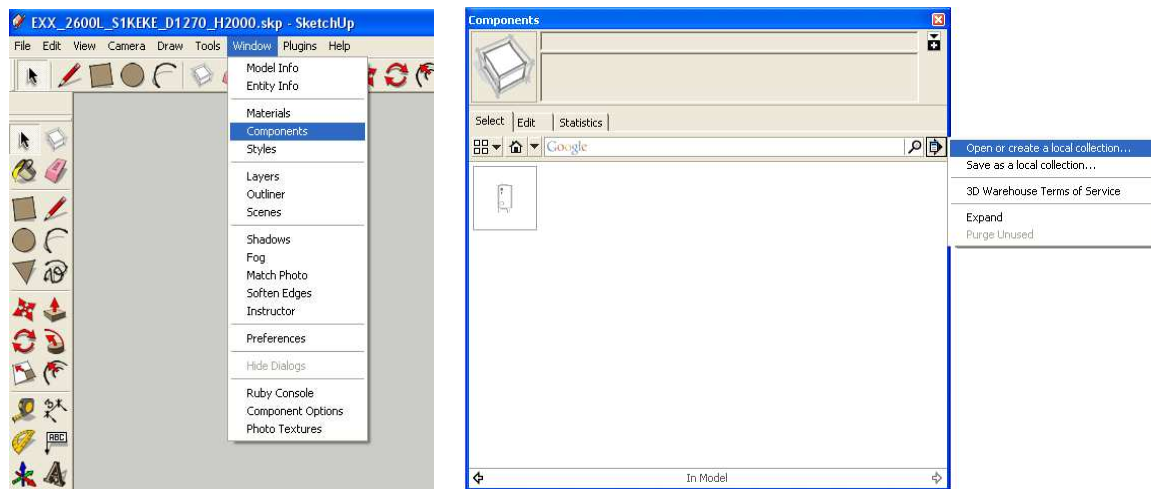 EXX_2600L_S1KEKE_D1270_H2000.skp - SketchUp
File Edit View Camera Draw Tools Window Plugins Help
Model Info
Entity Info
Materials
Components
Styles
Layers
Outliner
Scenes
Shadows
Fog
Match Photo
Soften Edges
Instructor
Preferences
Hide Dialogs
Ruby Console
Component Options
Photo Textures
ABC
A
Components
Select Edit Statistics
Google
In Model
Open or create a local collection...
Save as a local collection...
3D Warehouse Terms of Service
Expand
Purge Unused